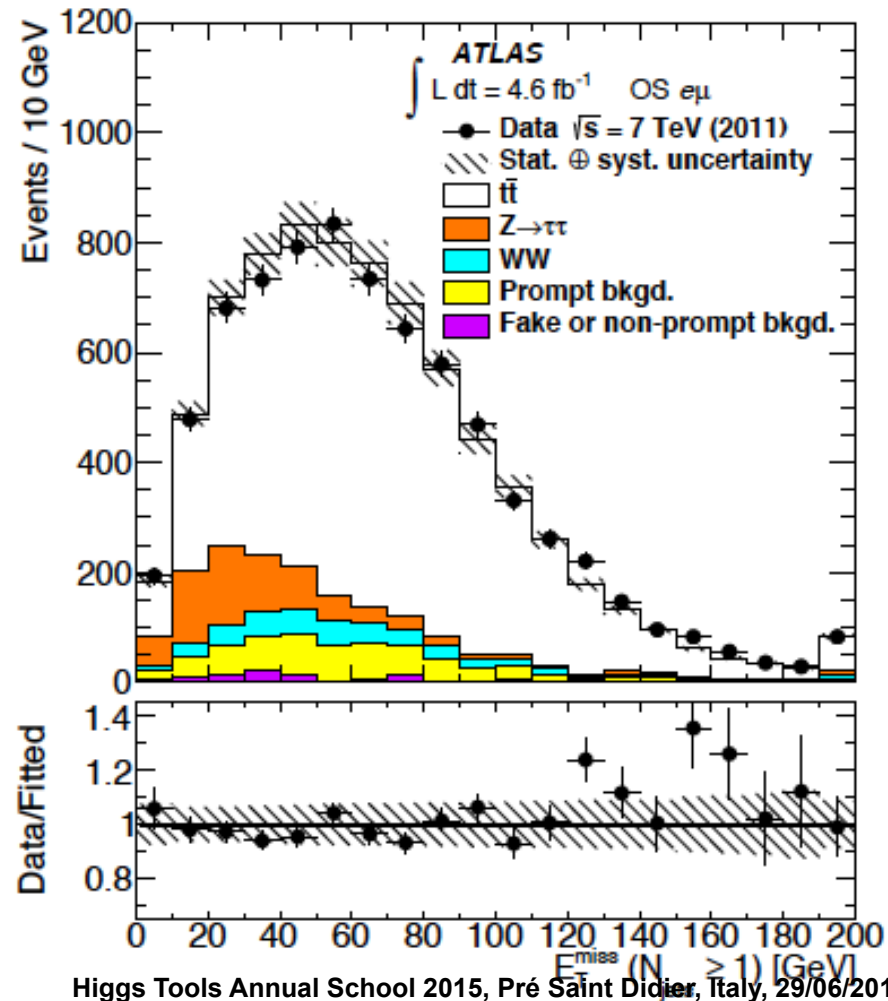 1200
1000
800
600
400
200
0
Events / 10 GeV
ATLAS
∫ L dt = 4.6 fb⁻¹ OS eμ
Data √s = 7 TeV (2011)
Stat. ⊕ syst. uncertainty
tt̄
Z→ττ
WW
Prompt bkgd.
Fake or non-prompt bkgd.
1.4
1.2
1
0.8
Data/Fitted
0 20 40 60 80 100 120 140 160 180 200
E_T^miss (N ≥ 1) [GeV]
Higgs Tools Annual School 2015, Pré Saint Didier, Italy, 29/06/201